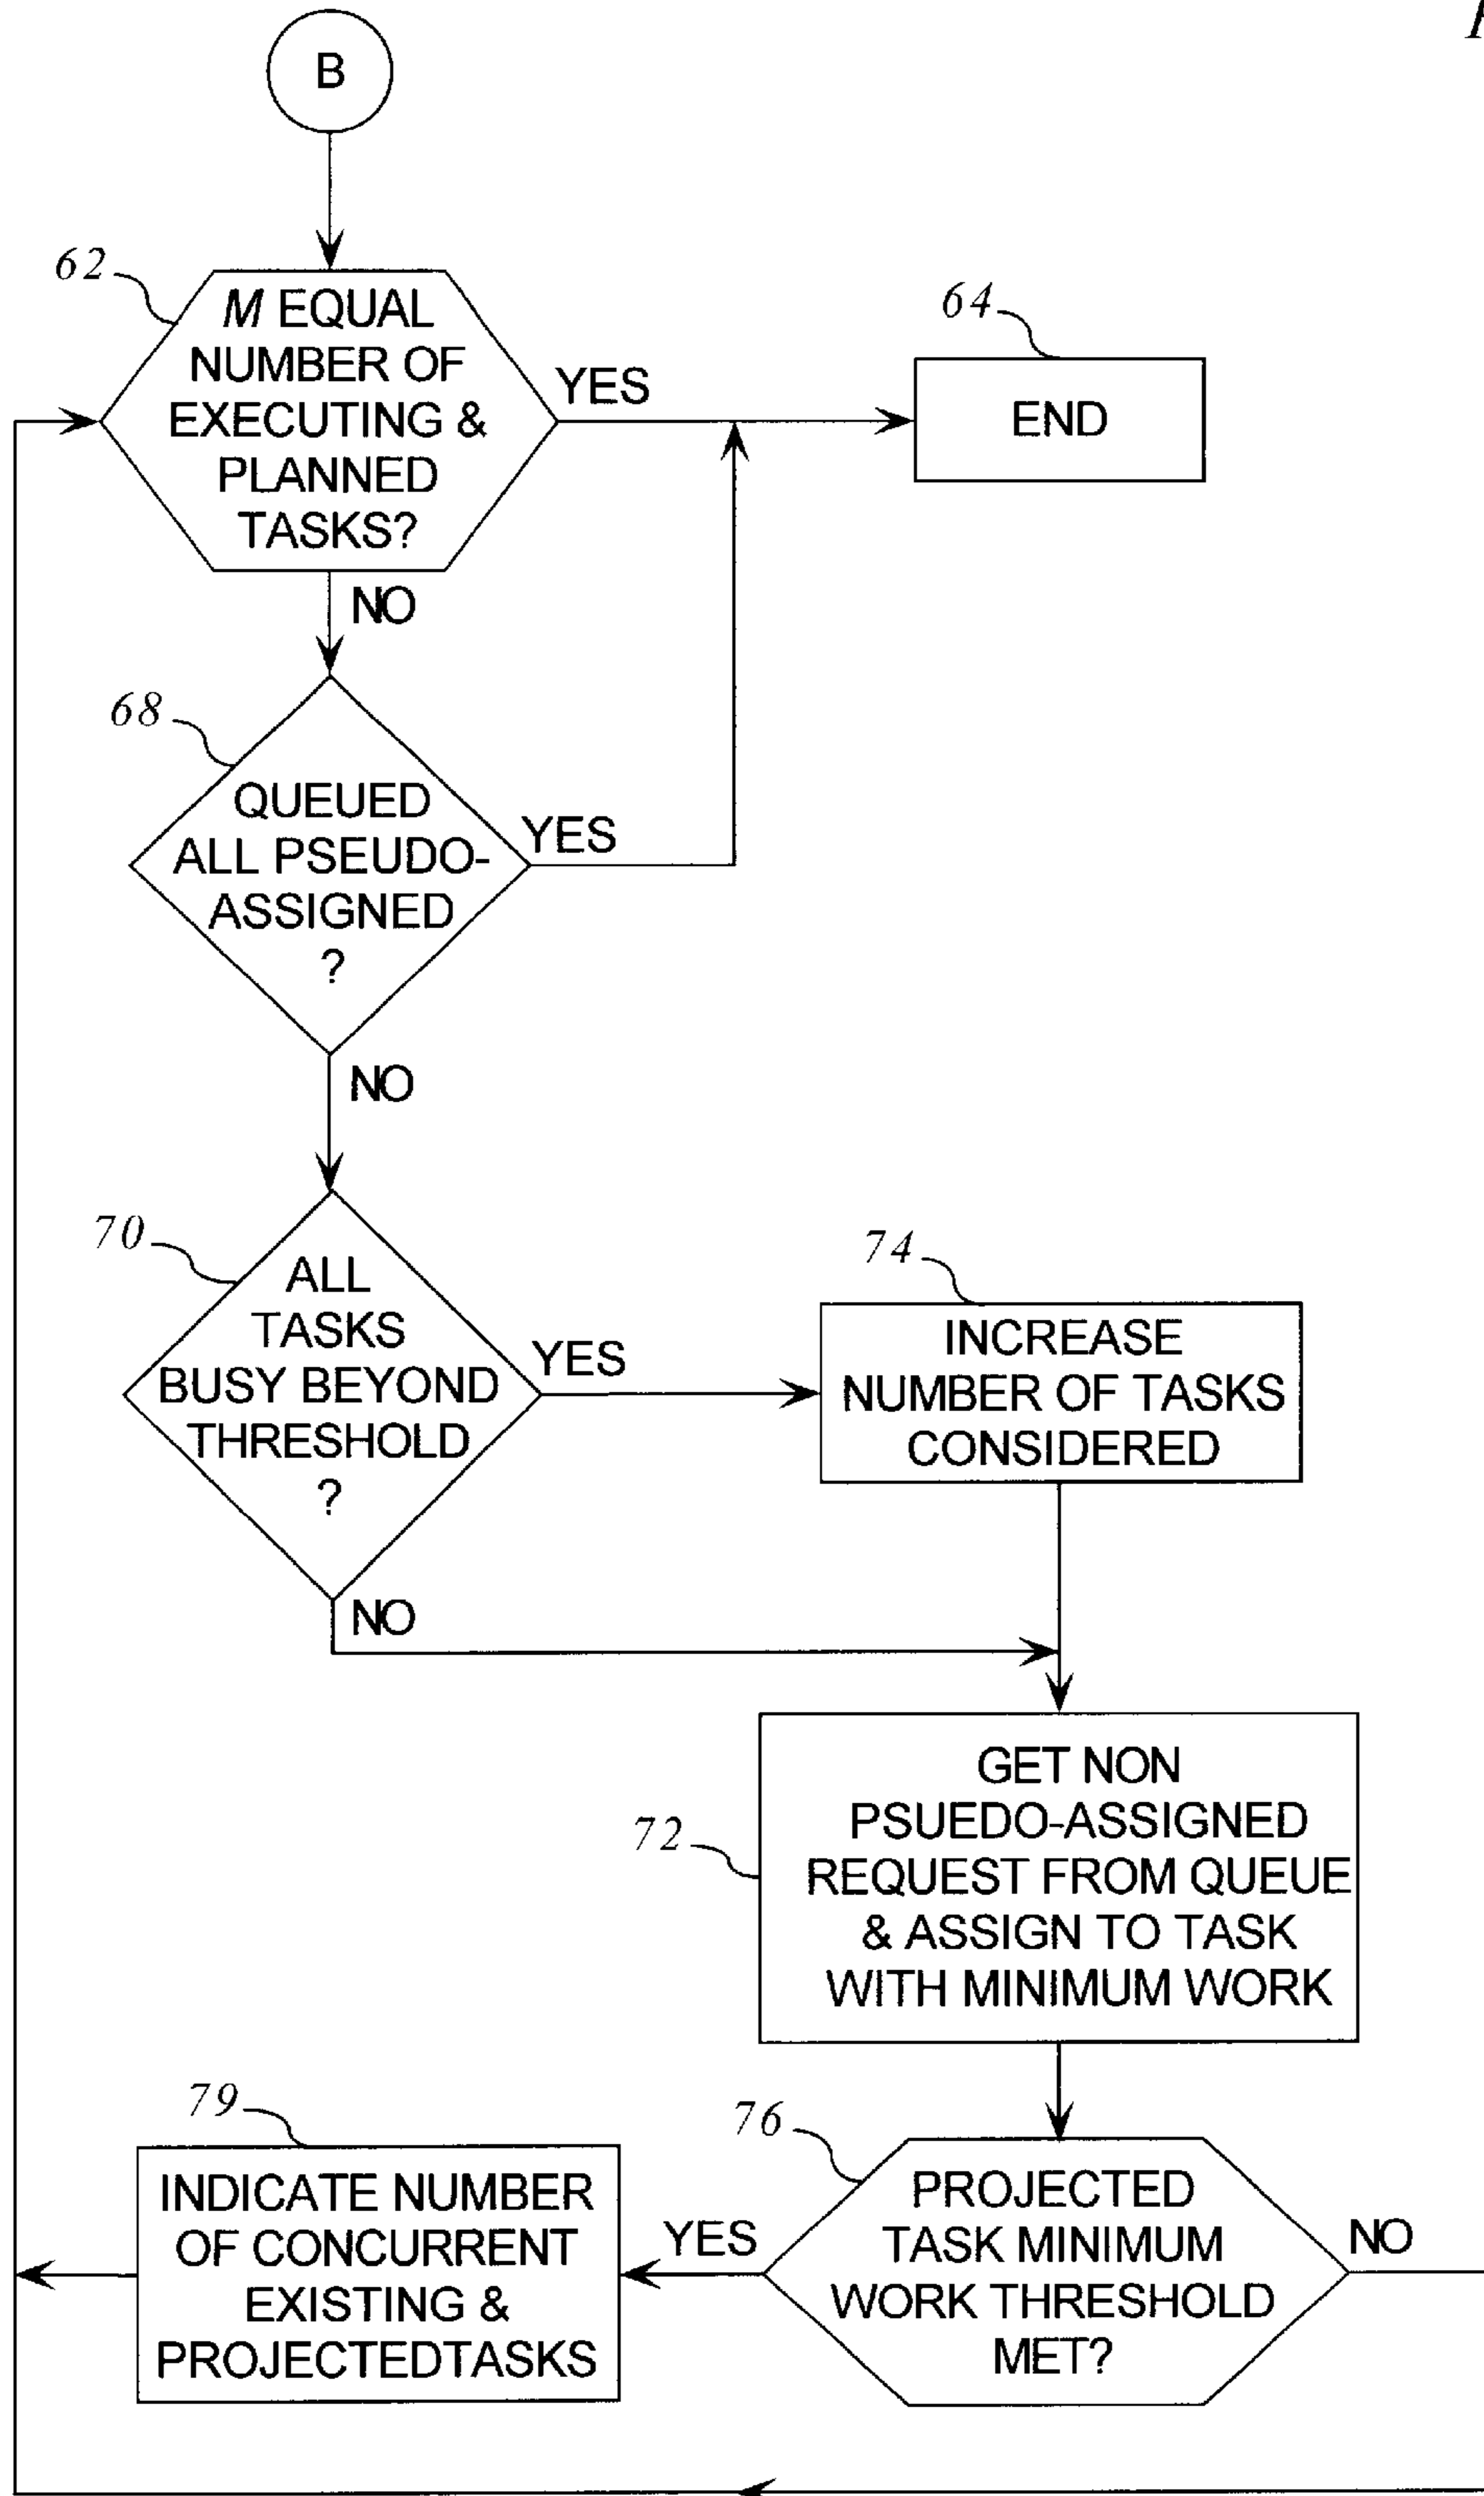 B
62
M EQUAL
NUMBER OF
EXECUTING &
PLANNED
TASKS?
YES
64
END
NO
68
QUEUED
ALL PSEUDO-
ASSIGNED
?
YES
NO
70
ALL
TASKS
BUSY BEYOND
THRESHOLD
?
YES
74
INCREASE
NUMBER OF TASKS
CONSIDERED
NO
72
GET NON
PSUEDO-ASSIGNED
REQUEST FROM QUEUE
& ASSIGN TO TASK
WITH MINIMUM WORK
79
INDICATE NUMBER
OF CONCURRENT
EXISTING &
PROJECTEDTASKS
YES
76
PROJECTED
TASK MINIMUM
WORK THRESHOLD
MET?
NO